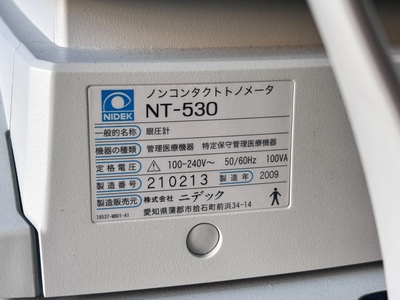 ノンコンタクトトノメータ
NIDEK NT-530
一般的名称 眼圧計
機器の種類 管理医療機器 特定保守管理医療機器
定格電圧 100-240V~ 50/60Hz 100VA
製造番号 210213 製造年 2009
製造販売元 株式会社 ニデック
愛知県蒲郡市拾石町前浜34-14